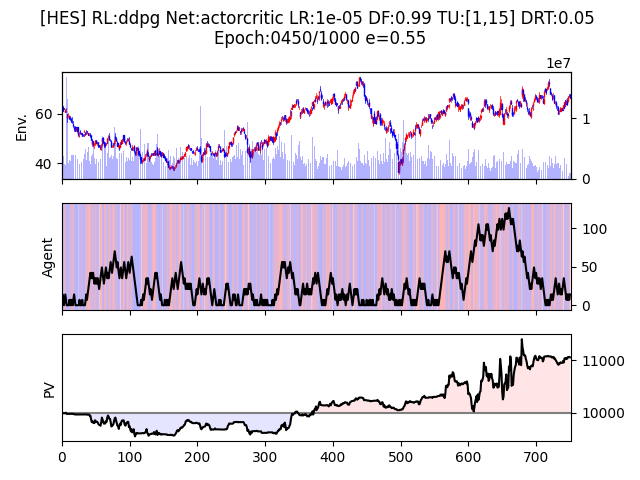 [HES] RL:ddpg Net:actorcritic LR:1e-05 DF:0.99 TU:[1,15] DRT:0.05
Epoch:0450/1000 e=0.55
1e7
Env.
60
40
1
0
Agent
100
50
0
PV
11000
10000
0 100 200 300 400 500 600 700